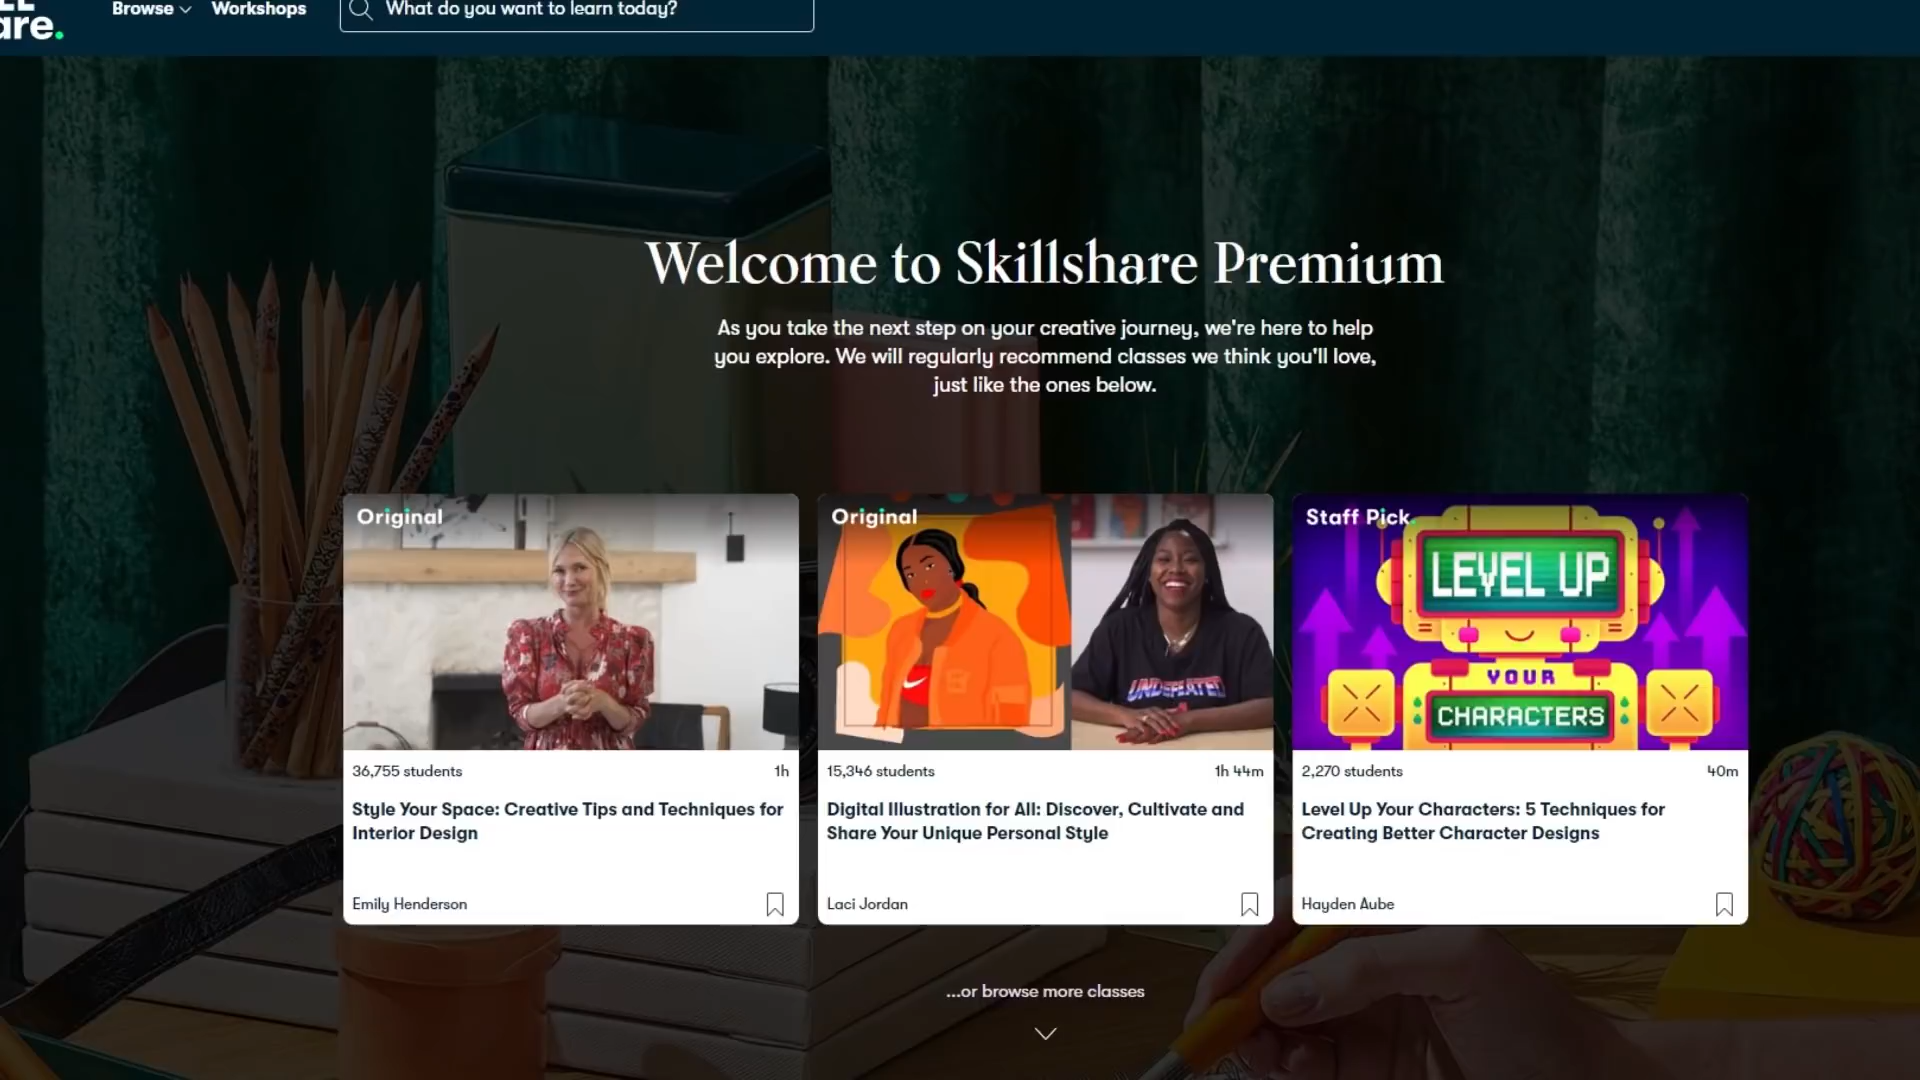 are.
Browse
Workshops
What do you want to learn today?
Welcome to Skillshare Premium
As you take the next step on your creative journey, we're here to help
you explore. We will regularly recommend classes we think you'll love,
just like the ones below.
Original
Original
Staff Pick.
LEVEL UP
YOUR
CHARACTERS
UNDEFEATED
36,755 students
1h
Style Your Space: Creative Tips and Techniques for
Interior Design
Emily Henderson
15,346 students
1h 44m
Digital Illustration for All: Discover, Cultivate and
Share Your Unique Personal Style
Laci Jordan
2,270 students
40m
Level Up Your Characters: 5 Techniques for
Creating Better Character Designs
Hayden Aube
...or browse more classes